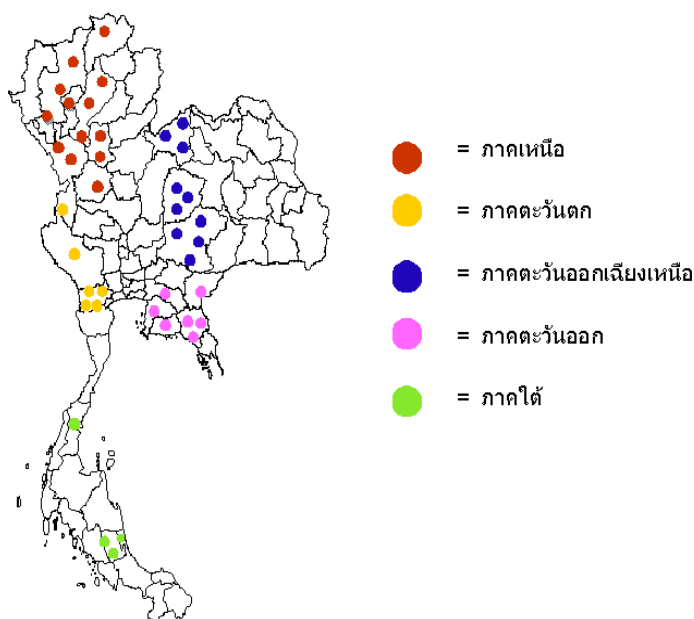 = ภาคเหนือ
= ภาคตะวันตก
= ภาคตะวันออกเฉียงเหนือ
= ภาคตะวันออก
= ภาคใต้